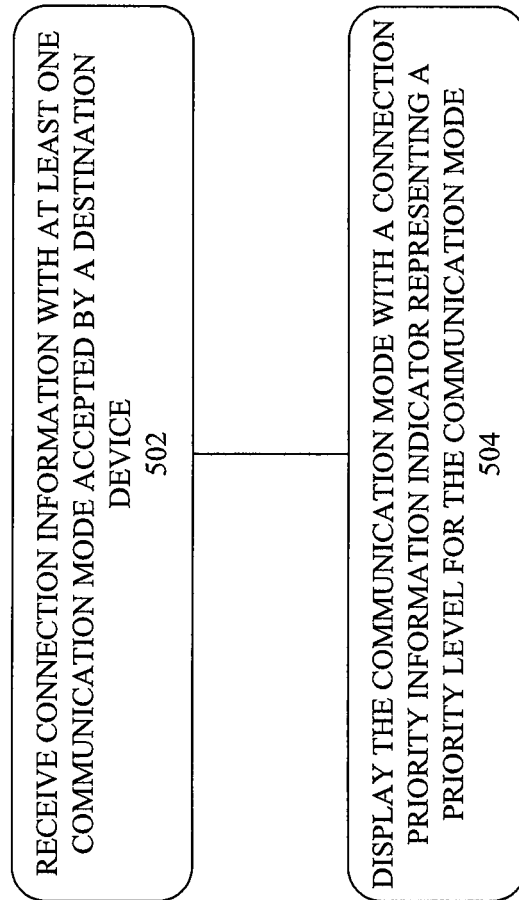 RECEIVE CONNECTION INFORMATION WITH AT LEAST ONE
COMMUNICATION MODE ACCEPTED BY A DESTINATION
DEVICE
502
DISPLAY THE COMMUNICATION MODE WITH A CONNECTION
PRIORITY INFORMATION INDICATOR REPRESENTING A
PRIORITY LEVEL FOR THE COMMUNICATION MODE
504